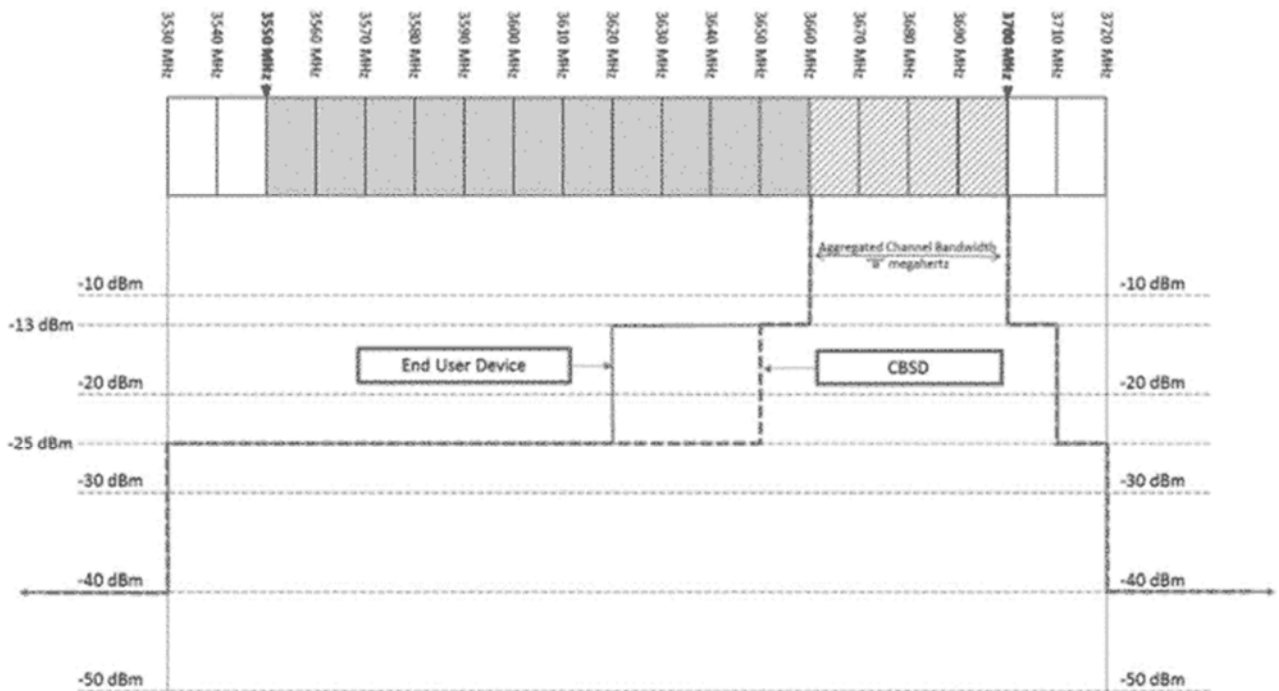 3530 MHz
3540 MHz
3550 MHz
3560 MHz
3570 MHz
3580 MHz
3590 MHz
3600 MHz
3610 MHz
3620 MHz
3630 MHz
3640 MHz
3650 MHz
3660 MHz
3670 MHz
3680 MHz
3690 MHz
3700 MHz
3710 MHz
3720 MHz
Aggregated Channel Bandwidth
"B" megahertz
-10 dBm
-10 dBm
-13 dBm
End User Device
CBSD
-20 dBm
-20 dBm
-25 dBm
-30 dBm
-30 dBm
-40 dBm
-40 dBm
-50 dBm
-50 dBm